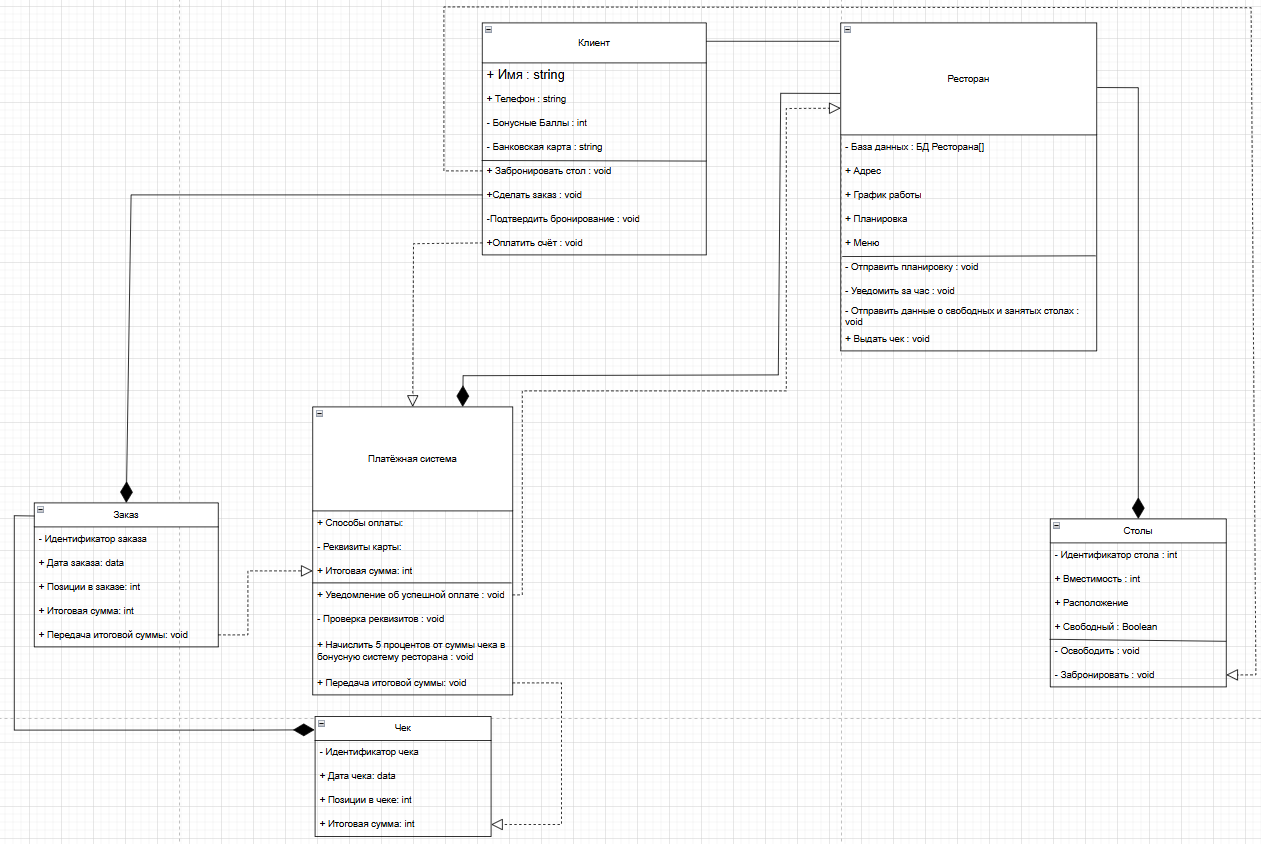 Клиент
+ Имя : string
+ Телефон : string
- Бонусные Баллы : int
- Банковская карта : string
+ Забронировать стол : void
+Сделать заказ : void
-Подтвердить бронирование : void
+Оплатить счёт : void
Ресторан
- База данных : БД Ресторана[]
+ Адрес
+ График работы
+ Планировка
+ Меню
- Отправить планировку : void
- Уведомить за час : void
- Отправить данные о свободных и занятых столах :
void
+ Выдать чек : void
Платёжная система
+ Способы оплаты:
- Реквизиты карты:
+ Итоговая сумма: int
+ Уведомление об успешной оплате : void
- Проверка реквизитов : void
+ Начислить 5 процентов от суммы чека в
бонусную систему ресторана : void
+ Передача итоговой суммы: void
Заказ
- Идентификатор заказа
+ Дата заказа: data
+ Позиции в заказе: int
+ Итоговая сумма: int
+ Передача итоговой суммы: void
Столы
- Идентификатор стола : int
+ Вместимость : int
+ Расположение
+ Свободный : Boolean
- Освободить : void
- Забронировать : void
Чек
- Идентификатор чека
+ Дата чека: data
+ Позиции в чеке: int
+ Итоговая сумма: int